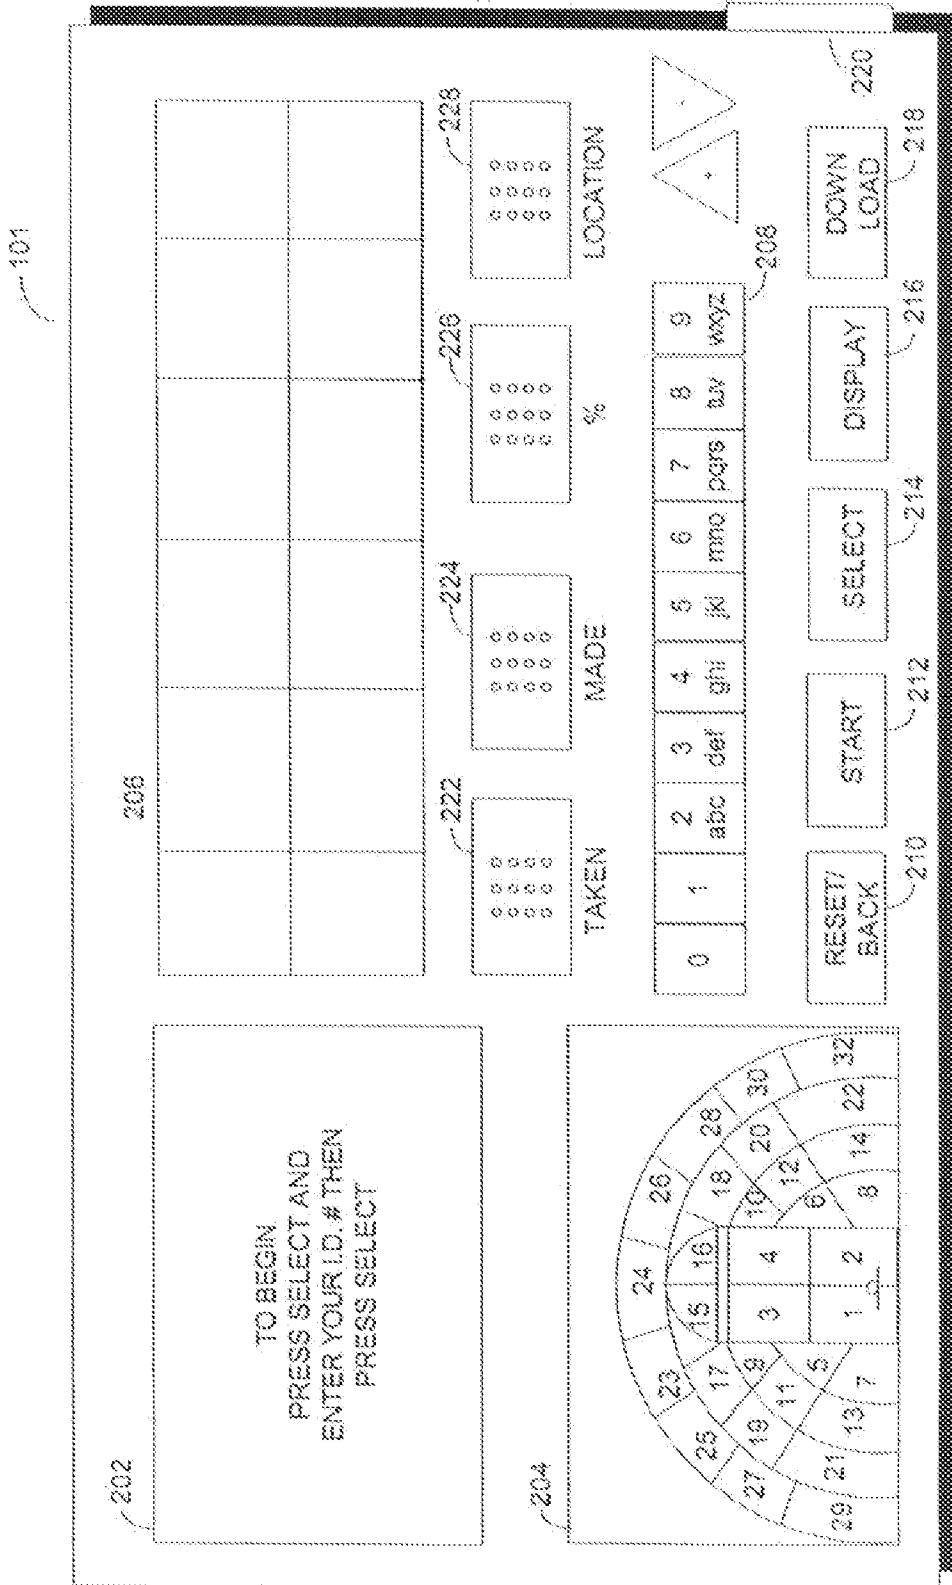 101
202
TO BEGIN
PRESS SELECT AND
ENTER YOUR I.D. # THEN
PRESS SELECT
206
204
24
23 26
25 28
27 30
29 32
15 16
17 18
19 20
21 22
9 10
11 12
13 14
5 6
7 8
3 4
1 2
222 224 226 228
TAKEN MADE % LOCATION
0 1 2 3 4 5 6 7 8 9
abc def ghi jkl mno pqrs tuv wxyz
208
+ -
RESET/
BACK
START
SELECT
DISPLAY
DOWN
LOAD
210 212 214 216 218
220